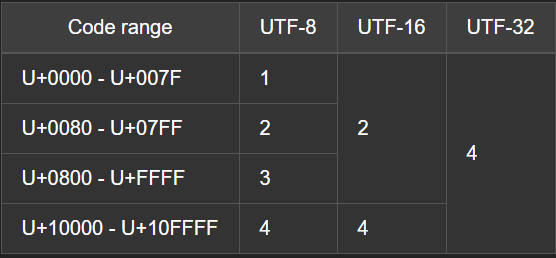 Code range UTF-8 UTF-16 UTF-32
U+0000 - U+007F 1
U+0080 - U+07FF 2 2
4
U+0800 - U+FFFF 3
U+10000 - U+10FFFF 4 4